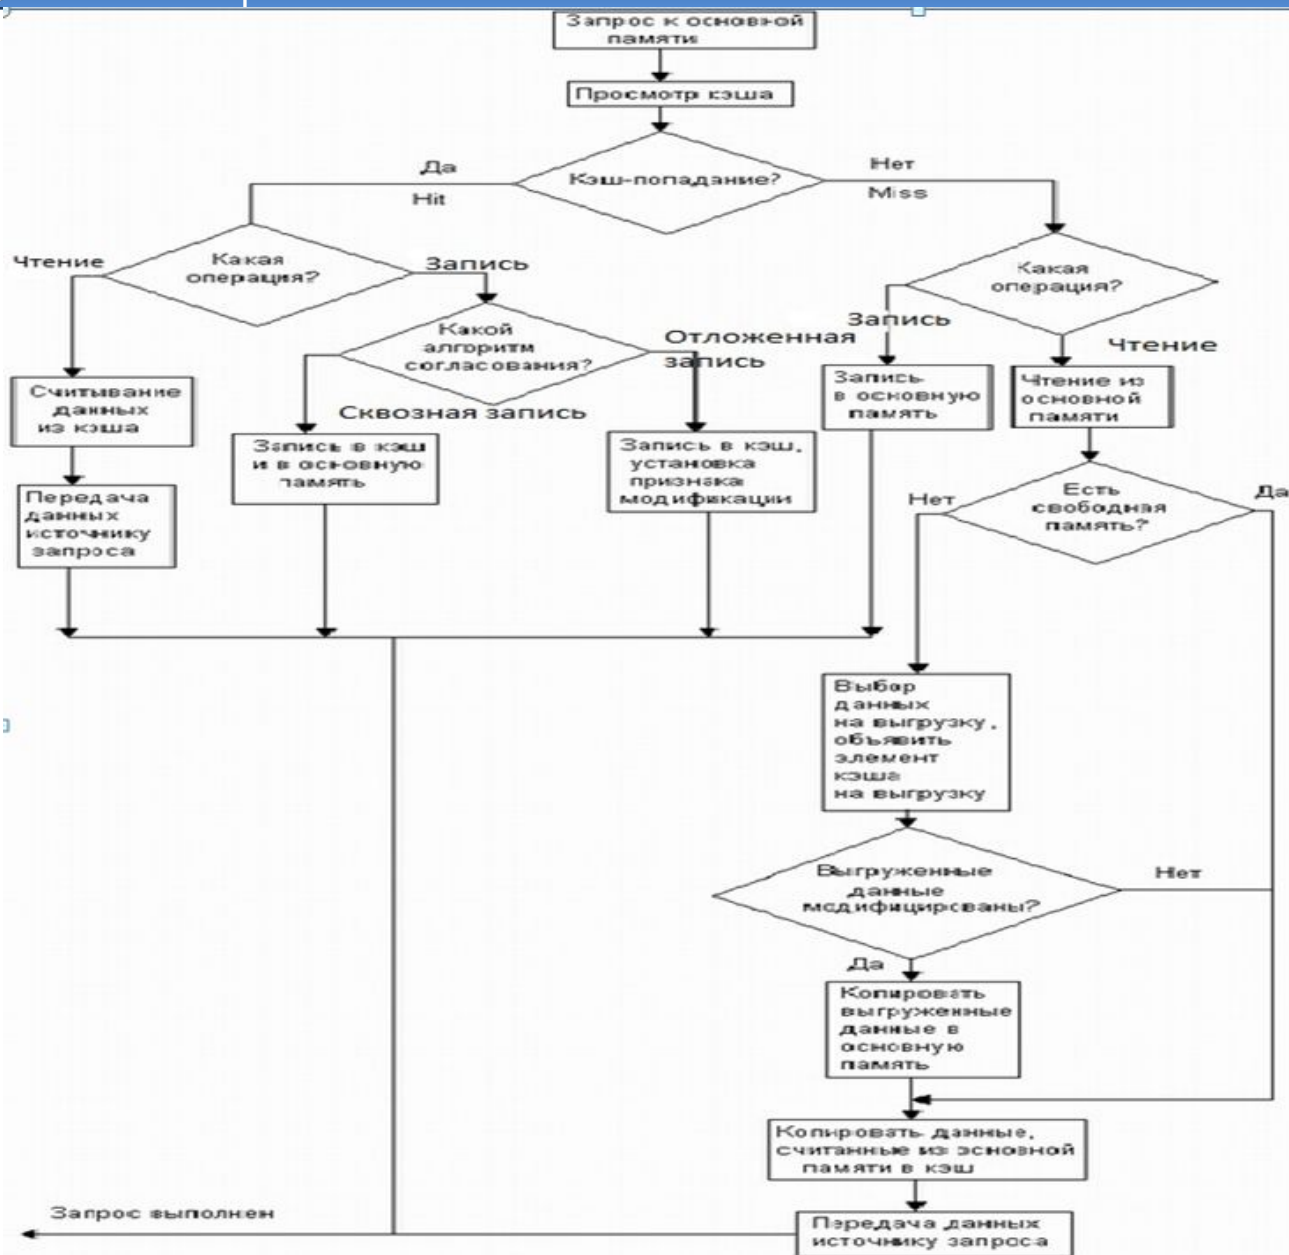 Запрос к основной
памяти
Просмотр кэша
Кэш-попадание?
Да
Hit
Нет
Miss
Какая
операция?
Чтение
Запись
Считывание
данных
из кэша
Передача
данных
источнику
запроса
Какой
алгоритм
согласования?
Сквозная запись
Отложенная
запись
Запись в кэш
и в основную
память
Запись в кэш,
установка
признака
модификации
Какая
операция?
Запись
Чтение
Запись
в основную
память
Чтение из
основной
памяти
Есть
свободная
память?
Нет
Да
Выбор
данных
на выгрузку,
объявить
элемент
кэша
на выгрузку
Выгруженные
данные
модифицированы?
Нет
Да
Копировать
выгруженные
данные в
основную
память
Копировать данные,
считанные из основной
памяти в кэш
Передача данных
источнику запроса
Запрос выполнен